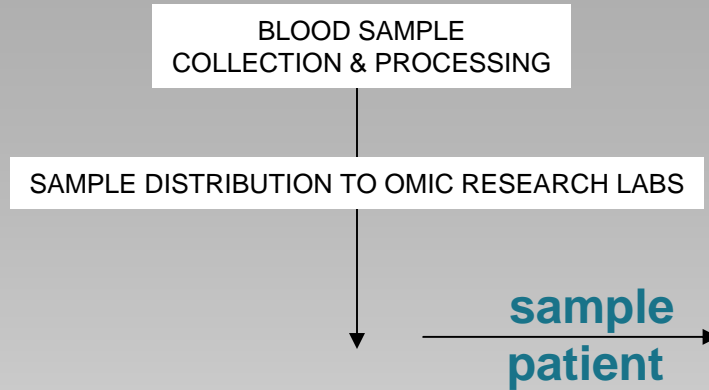 BLOOD SAMPLE
COLLECTION & PROCESSING
SAMPLE DISTRIBUTION TO OMIC RESEARCH LABS
sample
patient